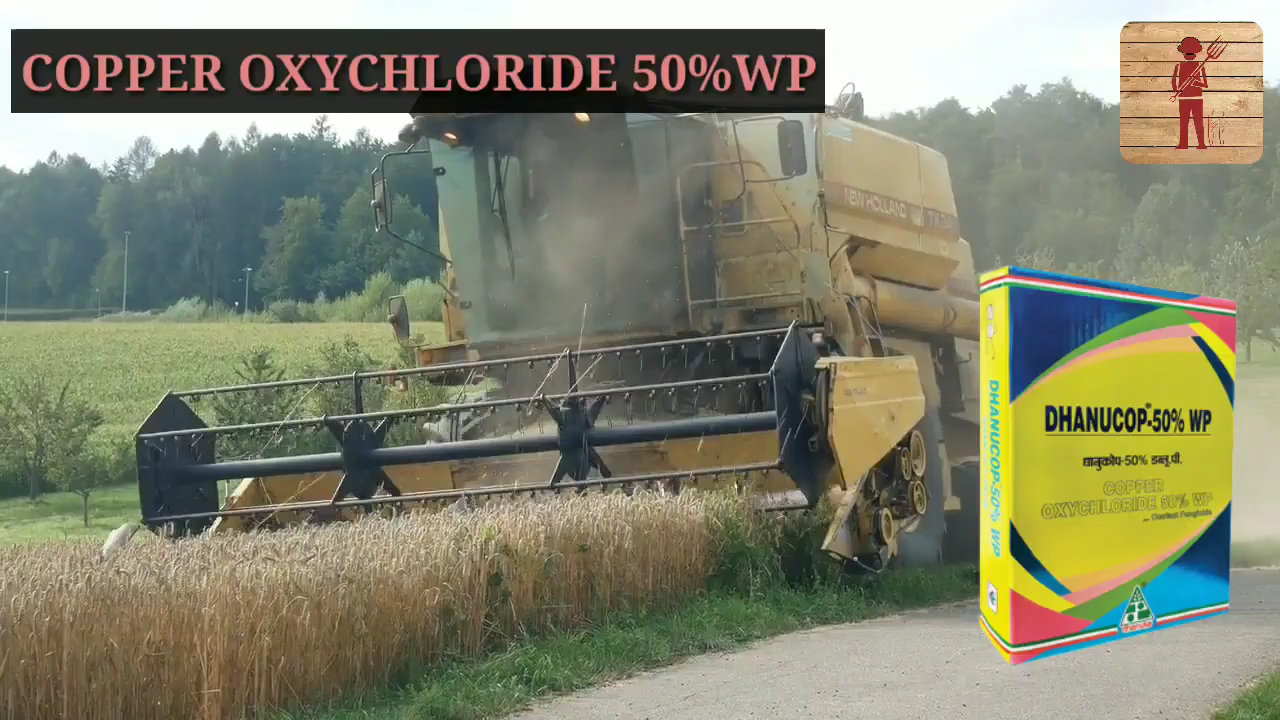 COPPER OXYCHLORIDE 50%WP
NEW HOLLAND
DHANUCOP-50% WP
DHANUCOP®-50% WP
धानुकोप-50% डब्लू.पी.
COPPER
OXYCHLORIDE 50% WP
... Contact Fungicide